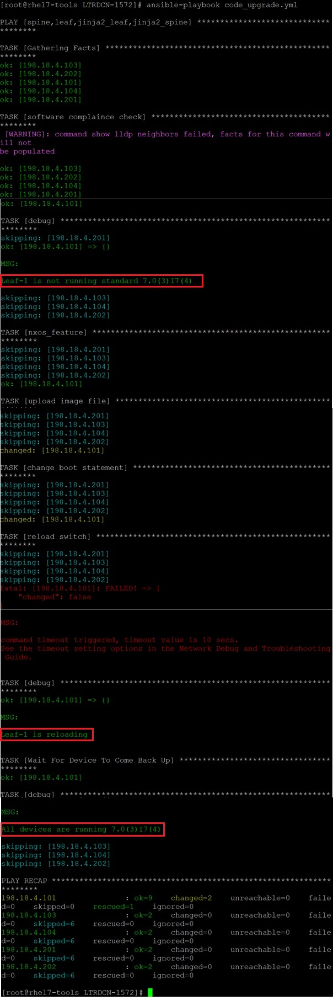 [root@rhel7-tools LTRDCN-1572]# ansible-playbook code_upgrade.yml
PLAY [spine,leaf,jinja2_leaf,jinja2_spine] *****************************
********
TASK [Gathering Facts] **************************************************
********
ok: [198.18.4.103]
ok: [198.18.4.202]
ok: [198.18.4.101]
ok: [198.18.4.104]
ok: [198.18.4.201]
TASK [software complaince check] ****************************************
********
[WARNING]: command show lldp neighbors failed, facts for this command w
ill not
be populated
ok: [198.18.4.103]
ok: [198.18.4.202]
ok: [198.18.4.104]
ok: [198.18.4.201]
ok: [198.18.4.101]
TASK [debug] ************************************************************
********
skipping: [198.18.4.201]
ok: [198.18.4.101] => {}
MSG:
Leaf-1 is not running standard 7.0(3)I7(4)
skipping: [198.18.4.103]
skipping: [198.18.4.104]
skipping: [198.18.4.202]
TASK [nxos_feature] *****************************************************
********
skipping: [198.18.4.201]
skipping: [198.18.4.103]
skipping: [198.18.4.104]
skipping: [198.18.4.202]
ok: [198.18.4.101]
TASK [upload image file] ************************************************
skipping: [198.18.4.201]
skipping: [198.18.4.103]
skipping: [198.18.4.104]
skipping: [198.18.4.202]
changed: [198.18.4.101]
TASK [change boot statement] ********************************************
********
skipping: [198.18.4.201]
skipping: [198.18.4.103]
skipping: [198.18.4.104]
skipping: [198.18.4.202]
changed: [198.18.4.101]
TASK [reload switch] ****************************************************
********
skipping: [198.18.4.201]
skipping: [198.18.4.103]
skipping: [198.18.4.104]
skipping: [198.18.4.202]
fatal: [198.18.4.101]: FAILED! => {
"changed": false
}
MSG:
command timeout triggered, timeout value is 10 secs.
See the timeout setting options in the Network Debug and Troubleshooting
Guide.
TASK [debug] ************************************************************
********
ok: [198.18.4.101] => {}
MSG:
Leaf-1 is reloading
TASK [Wait For Device To Come Back Up] **********************************
********
ok: [198.18.4.101]
TASK [debug] ************************************************************
MSG:
All devices are running 7.0(3)I7(4)
skipping: [198.18.4.103]
skipping: [198.18.4.104]
skipping: [198.18.4.202]
PLAY RECAP **************************************************************
********
198.18.4.101 : ok=9 changed=2 unreachable=0 faile
d=0 skipped=0 rescued=1 ignored=0
198.18.4.103 : ok=2 changed=0 unreachable=0 faile
d=0 skipped=6 rescued=0 ignored=0
198.18.4.104 : ok=2 changed=0 unreachable=0 faile
d=0 skipped=6 rescued=0 ignored=0
198.18.4.201 : ok=2 changed=0 unreachable=0 faile
d=0 skipped=6 rescued=0 ignored=0
198.18.4.202 : ok=2 changed=0 unreachable=0 faile
d=0 skipped=6 rescued=0 ignored=0
[root@rhel7-tools LTRDCN-1572]#